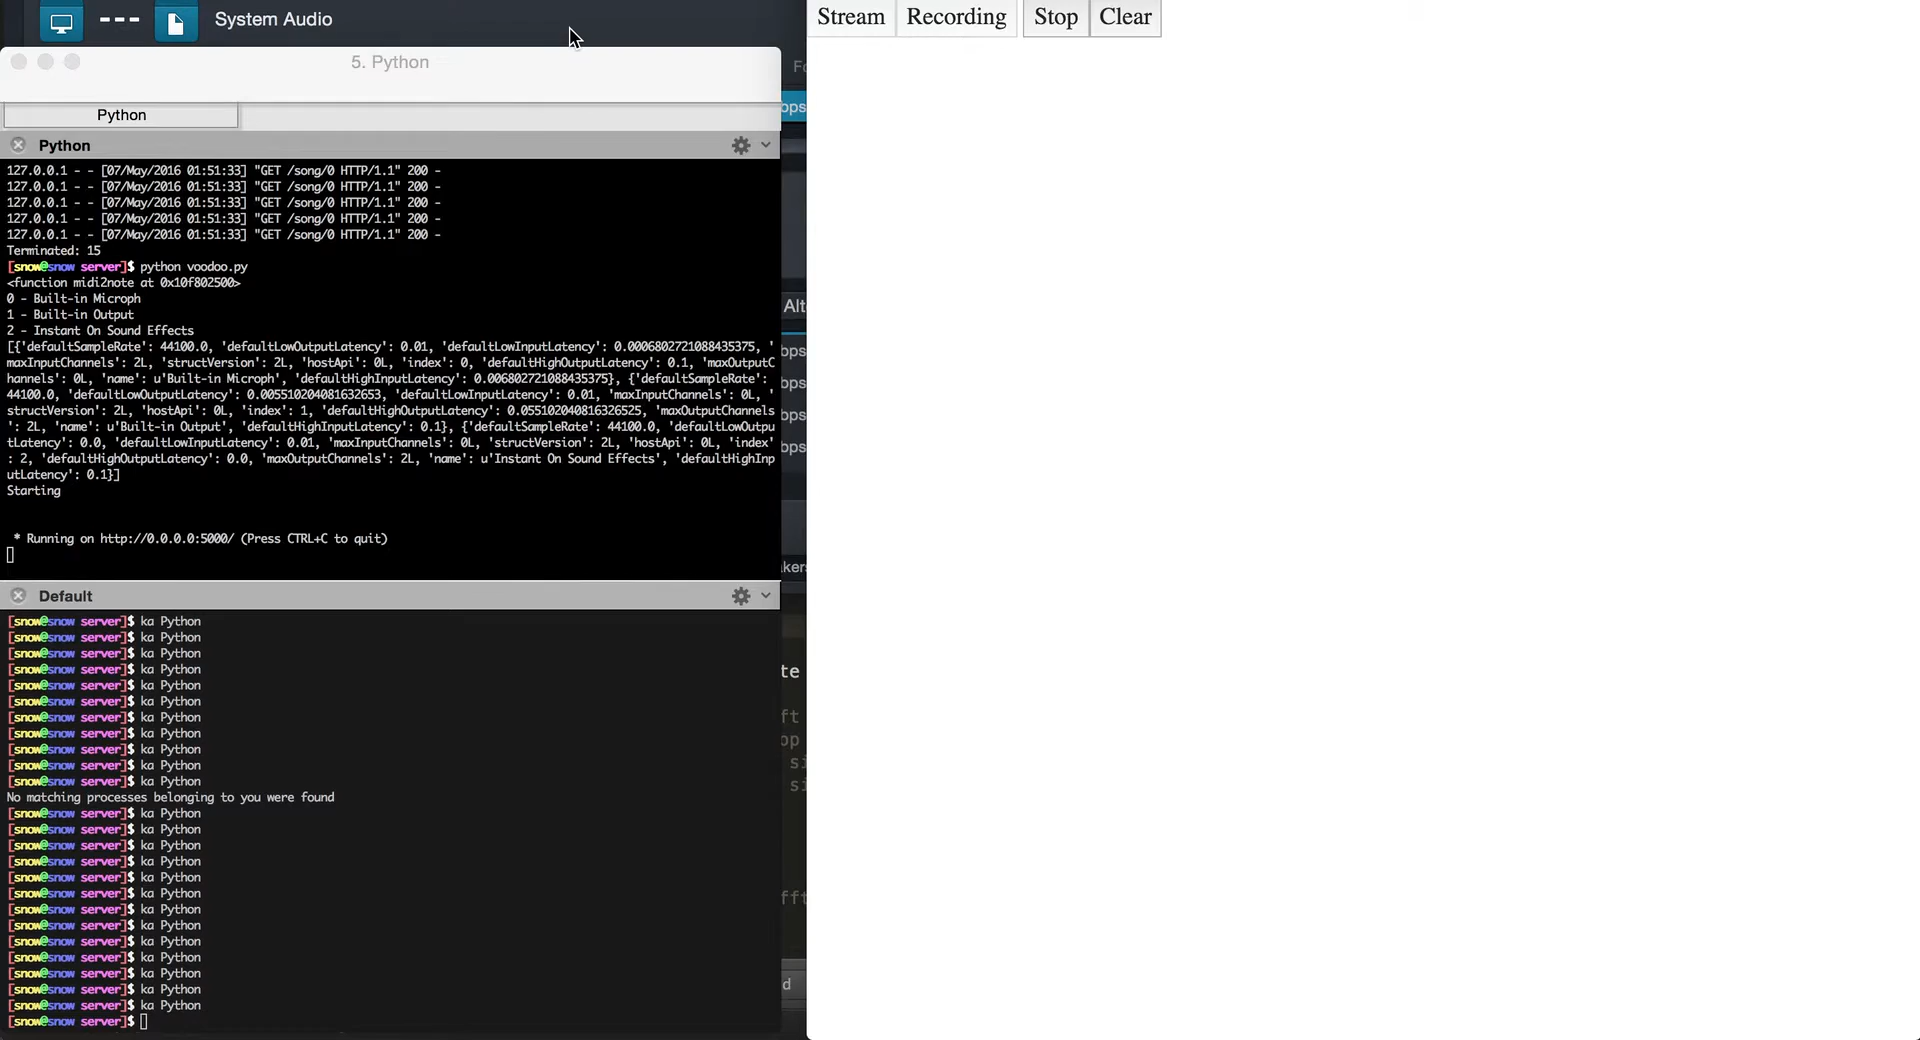 System Audio
Stream Recording Stop Clear
5. Python
Python
Python
127.0.0.1 - - [07/May/2016 01:51:33] "GET /song/0 HTTP/1.1" 200 -
127.0.0.1 - - [07/May/2016 01:51:33] "GET /song/0 HTTP/1.1" 200 -
127.0.0.1 - - [07/May/2016 01:51:33] "GET /song/0 HTTP/1.1" 200 -
127.0.0.1 - - [07/May/2016 01:51:33] "GET /song/0 HTTP/1.1" 200 -
127.0.0.1 - - [07/May/2016 01:51:33] "GET /song/0 HTTP/1.1" 200 -
Terminated: 15
[snow@snow server]$ python voodoo.py
<function midi2note at 0x10f802500>
0 - Built-in Microph
1 - Built-in Output
2 - Instant On Sound Effects
[{'defaultSampleRate': 44100.0, 'defaultLowOutputLatency': 0.01, 'defaultLowInputLatency': 0.0006802721088435375, '
maxInputChannels': 2L, 'structVersion': 2L, 'hostApi': 0L, 'index': 0, 'defaultHighOutputLatency': 0.1, 'maxOutputC
hannels': 0L, 'name': u'Built-in Microph', 'defaultHighInputLatency': 0.006802721088435375}, {'defaultSampleRate':
44100.0, 'defaultLowOutputLatency': 0.005510204081632653, 'defaultLowInputLatency': 0.01, 'maxInputChannels': 0L, '
structVersion': 2L, 'hostApi': 0L, 'index': 1, 'defaultHighOutputLatency': 0.055102040816326525, 'maxOutputChannels
': 2L, 'name': u'Built-in Output', 'defaultHighInputLatency': 0.1}, {'defaultSampleRate': 44100.0, 'defaultLowOutpu
tLatency': 0.0, 'defaultLowInputLatency': 0.01, 'maxInputChannels': 0L, 'structVersion': 2L, 'hostApi': 0L, 'index'
: 2, 'defaultHighOutputLatency': 0.0, 'maxOutputChannels': 2L, 'name': u'Instant On Sound Effects', 'defaultHighInp
utLatency': 0.1}]
Starting
* Running on http://0.0.0.0:5000/ (Press CTRL+C to quit)
Default
[snow@snow server]$ ka Python
[snow@snow server]$ ka Python
[snow@snow server]$ ka Python
[snow@snow server]$ ka Python
[snow@snow server]$ ka Python
[snow@snow server]$ ka Python
[snow@snow server]$ ka Python
[snow@snow server]$ ka Python
[snow@snow server]$ ka Python
[snow@snow server]$ ka Python
[snow@snow server]$ ka Python
No matching processes belonging to you were found
[snow@snow server]$ ka Python
[snow@snow server]$ ka Python
[snow@snow server]$ ka Python
[snow@snow server]$ ka Python
[snow@snow server]$ ka Python
[snow@snow server]$ ka Python
[snow@snow server]$ ka Python
[snow@snow server]$ ka Python
[snow@snow server]$ ka Python
[snow@snow server]$ ka Python
[snow@snow server]$ ka Python
[snow@snow server]$ ka Python
[snow@snow server]$ ka Python
[snow@snow server]$